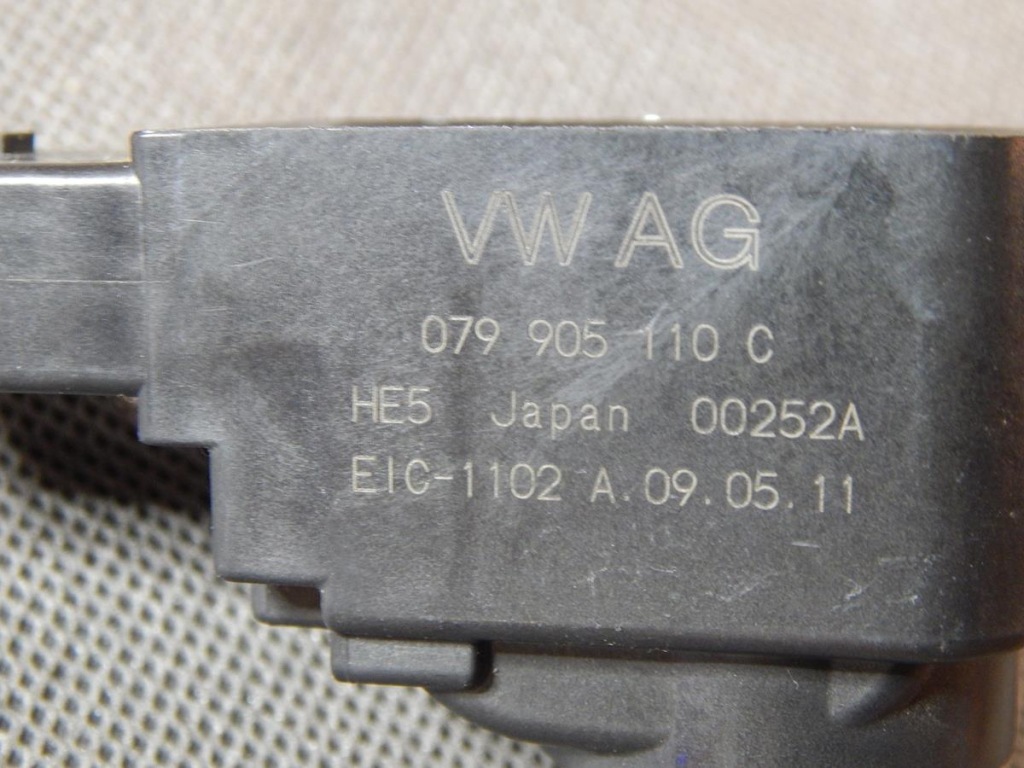 VW AG
079 905 110 C
HE5 Japan 00252A
EIC-1102 A.09.05.11